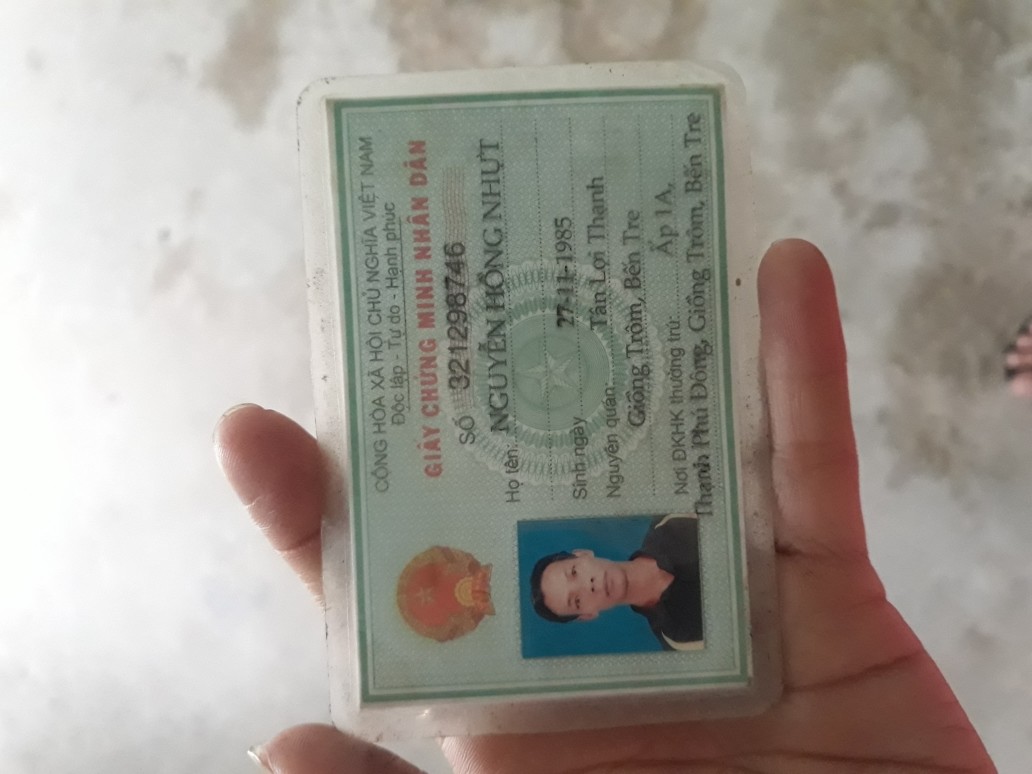 CỘNG HÒA XÃ HỘI CHỦ NGHĨA VIỆT NAM
Độc lập - Tự do - Hạnh phúc
GIẤY CHỨNG MINH NHÂN DÂN
SỐ 321298746
Họ tên: NGUYỄN HỒNG NHỰT
Sinh ngày 27-11-1985
Nguyên quán: Tân Lợi Thạnh
Giồng Trôm, Bến Tre
Nơi ĐKHK thường trú: Ấp 1A,
Thạnh Phú Đông, Giồng Trôm, Bến Tre